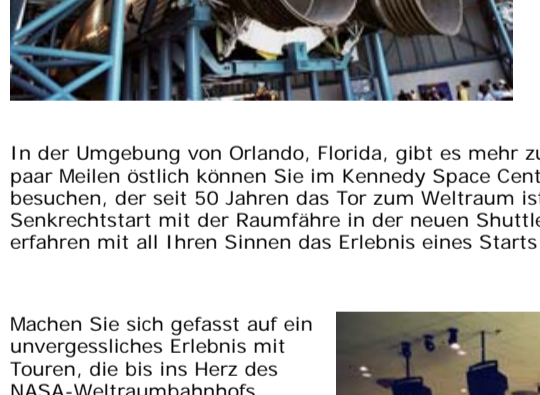 In der Umgebung von Orlando, Florida, gibt es mehr zu
paar Meilen östlich können Sie im Kennedy Space Cent
besuchen, der seit 50 Jahren das Tor zum Weltraum ist
Senkrechtstart mit der Raumfähre in der neuen Shuttle
erfahren mit all Ihren Sinnen das Erlebnis eines Starts
Machen Sie sich gefasst auf ein
unvergessliches Erlebnis mit
Touren, die bis ins Herz des
NASA-Weltraumbahnhofs